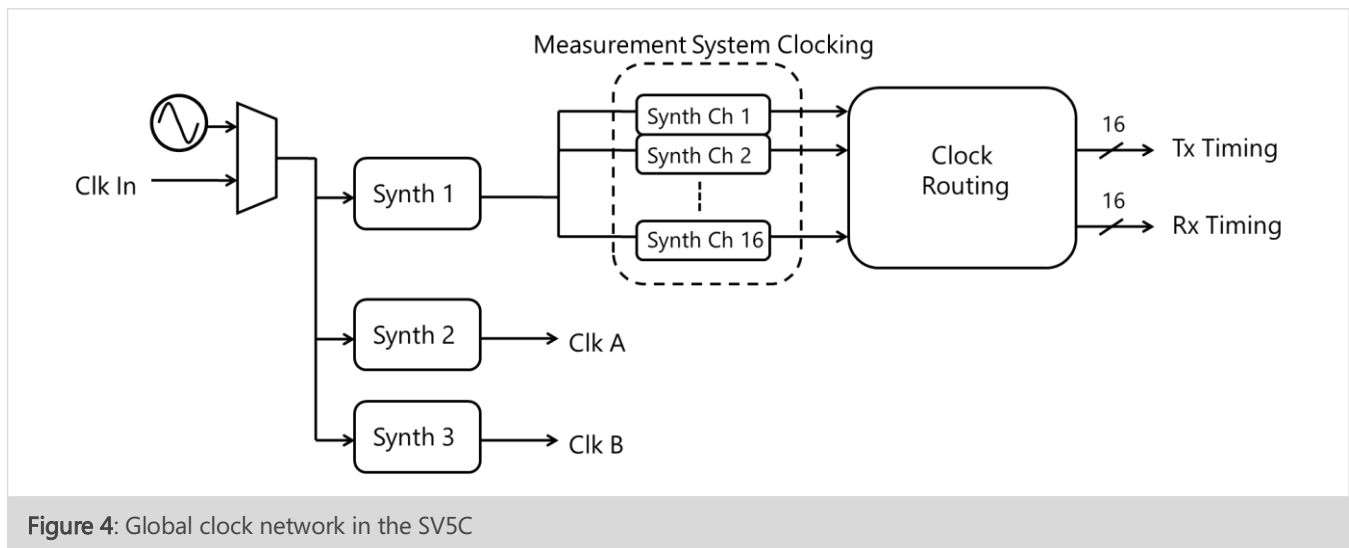 Measurement System Clocking
Clk In
Synth 1
Synth Ch 1
Synth Ch 2
Synth Ch 16
Clock
Routing
16
Tx Timing
16
Rx Timing
Synth 2
Clk A
Synth 3
Clk B
Figure 4: Global clock network in the SV5C